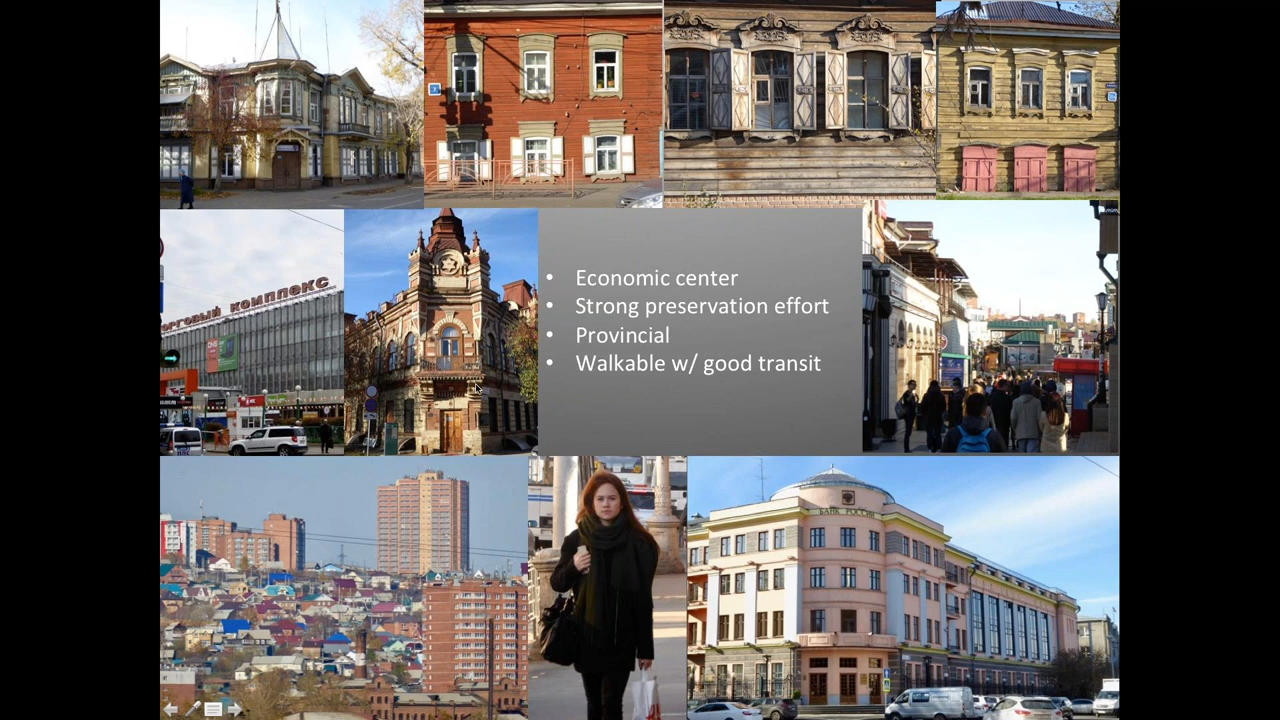 ОРГОВЫЙ КОМПЛЕКС
• Economic center
• Strong preservation effort
• Provincial
• Walkable w/ good transit
БАНК РОССИИ